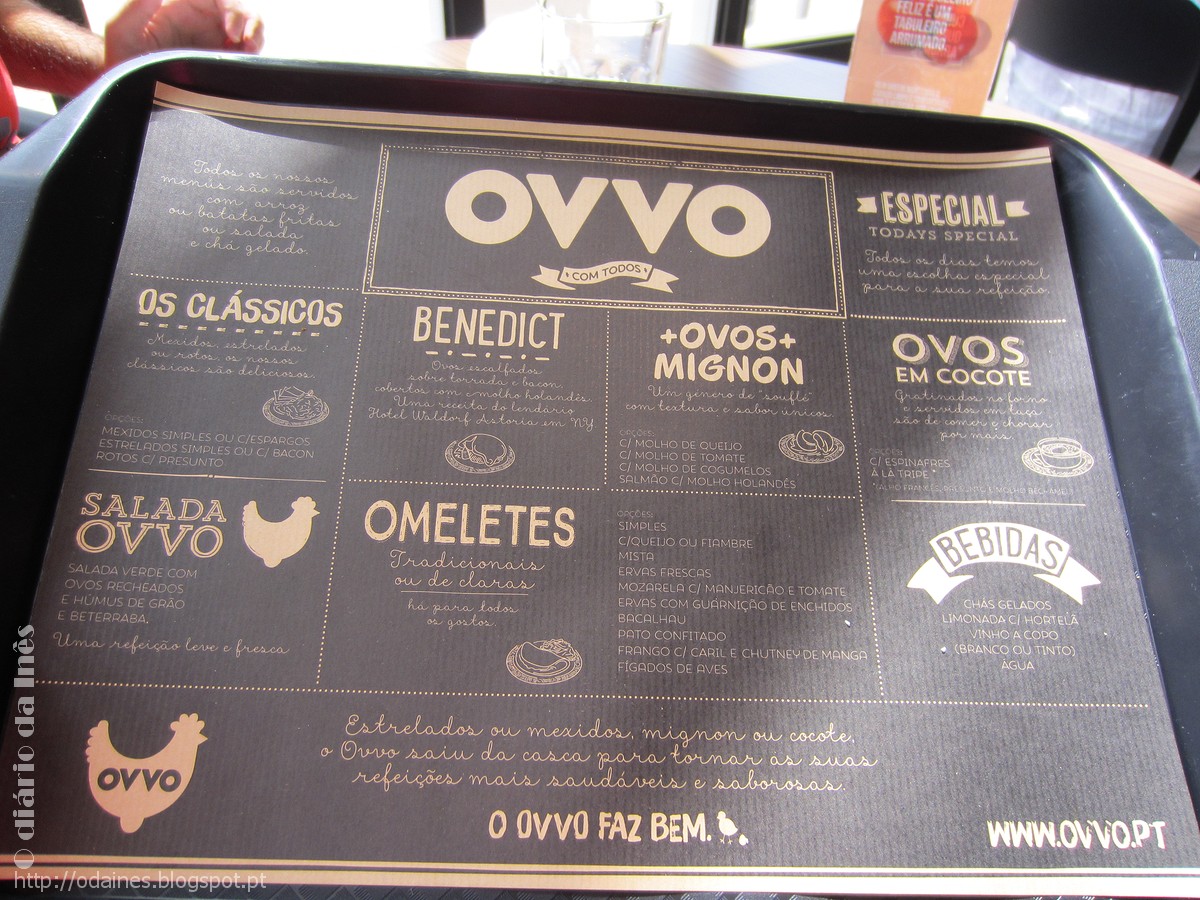 FELIZ É UM
TABULEIRO
ARRUMADO.
Todos os nossos
menús são servidos
com arroz
ou batatas fritas
ou salada
e chá gelado.
OVVO
COM TODOS
ESPECIAL
TODAYS SPECIAL
Todos os dias temos
uma escolha especial
para a sua refeição.
OS CLÁSSICOS
Mexidos, estrelados
ou rotos, os nossos
clássicos são deliciosos.
OPÇÕES:
MEXIDOS SIMPLES OU C/ESPARGOS
ESTRELADOS SIMPLES OU C/ BACON
ROTOS C/ PRESUNTO
BENEDICT
Ovos escalfados
sobre torrada e bacon
cobertos com molho holandês.
Uma receita do lendário
Hotel Waldorf Astoria em NY.
+OVOS+
MIGNON
Um género de "souflé"
com textura e sabor únicos.
OPÇÕES:
C/ MOLHO DE QUEIJO
C/ MOLHO DE TOMATE
C/ MOLHO DE COGUMELOS
SALMÃO C/ MOLHO HOLANDÊS
OVOS
EM COCOTE
Gratinados no forno
e servidos em taça,
são de comer e chorar
por mais.
OPÇÕES:
C/ ESPINAFRES
À LA TRIPE*
SALADA
OVVO
SALADA VERDE COM
OVOS RECHEADOS
E HÚMUS DE GRÃO
E BETERRABA.
Uma refeição leve e fresca
OMELETES
Tradicionais
ou de claras
há para todos
os gostos.
OPÇÕES:
SIMPLES
C/QUEIJO OU FIAMBRE
MISTA
ERVAS FRESCAS
MOZARELA C/ MANJERICÃO E TOMATE
ERVAS COM GUARNIÇÃO DE ENCHIDOS
BACALHAU
PATO CONFITADO
FRANGO C/ CARIL E CHUTNEY DE MANGA
FÍGADOS DE AVES
BEBIDAS
CHÁS GELADOS
LIMONADA C/ HORTELÃ
VINHO A COPO
(BRANCO OU TINTO)
ÁGUA
OVVO
Estrelados ou mexidos, mignon ou cocote,
o Ovvo saiu da casca para tornar as suas
refeições mais saudáveis e saborosas.
O OVVO FAZ BEM.
WWW.OVVO.PT
O diário da Inês
http://odaines.blogspot.pt